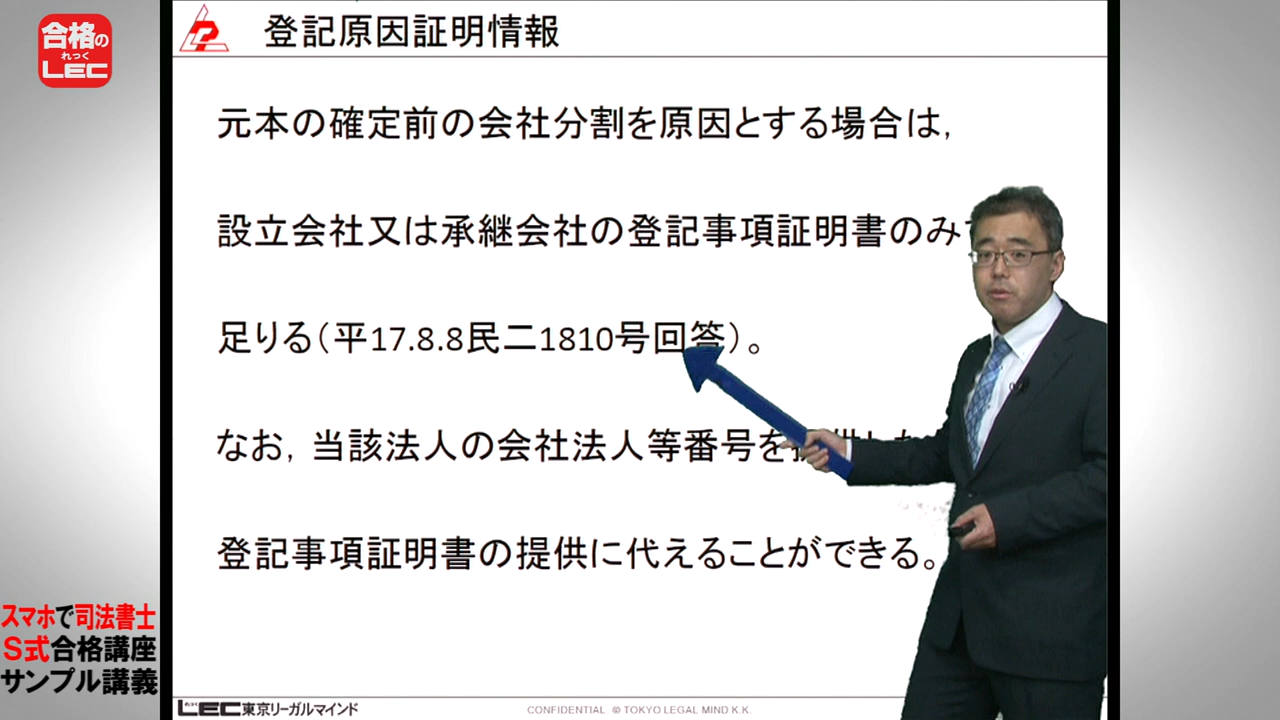 合格の
れっく
LEC
登記原因証明情報
元本の確定前の会社分割を原因とする場合は，
設立会社又は承継会社の登記事項証明書のみ
足りる（平17.8.8民二1810号回答）。
なお，当該法人の会社法人等番号を
登記事項証明書の提供に代えることができる。
スマホで司法書士
S式合格講座
サンプル講義
れっく
LEC東京リーガルマインド
CONFIDENTIAL © TOKYO LEGAL MIND K.K.